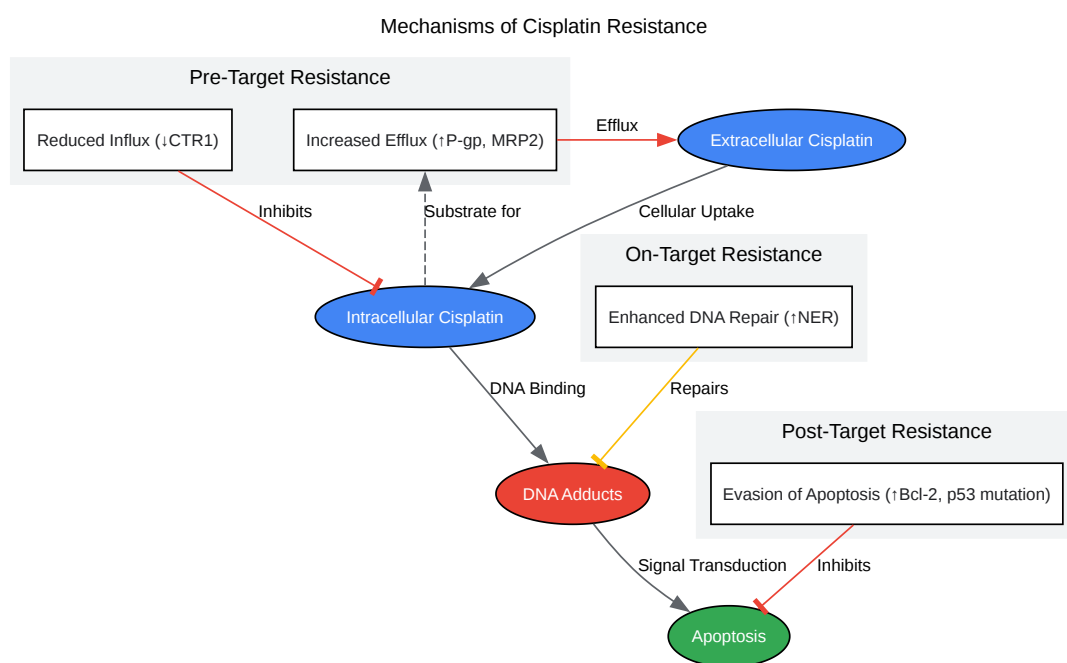 Mechanisms of Cisplatin Resistance
Pre-Target Resistance
Reduced Influx (↓CTR1)
Increased Efflux (↑P-gp, MRP2)
Efflux
Extracellular Cisplatin
Inhibits
Substrate for
Cellular Uptake
On-Target Resistance
Intracellular Cisplatin
Enhanced DNA Repair (↑NER)
DNA Binding
Repairs
Post-Target Resistance
DNA Adducts
Evasion of Apoptosis (↑Bcl-2, p53 mutation)
Signal Transduction
Inhibits
Apoptosis